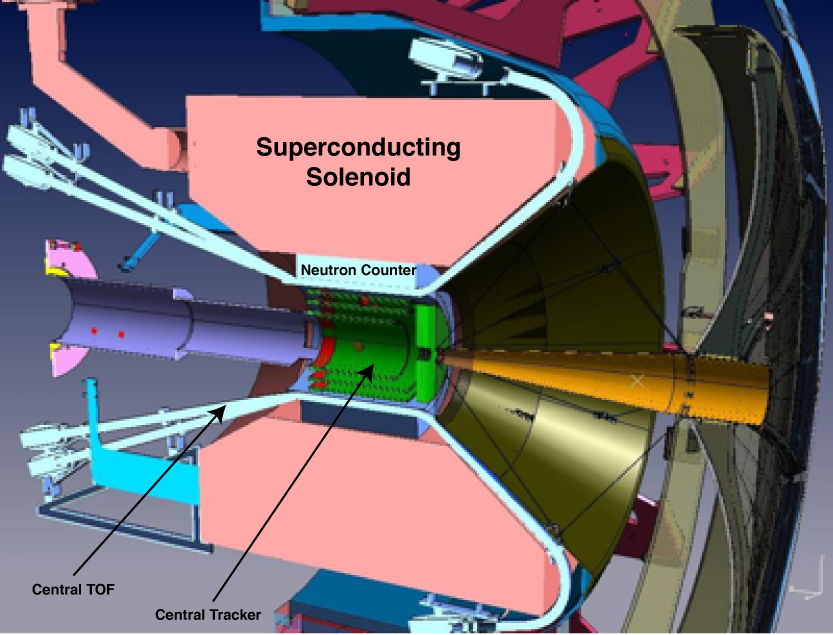 Superconducting
Solenoid
Neutron Counter
Central TOF
Central Tracker